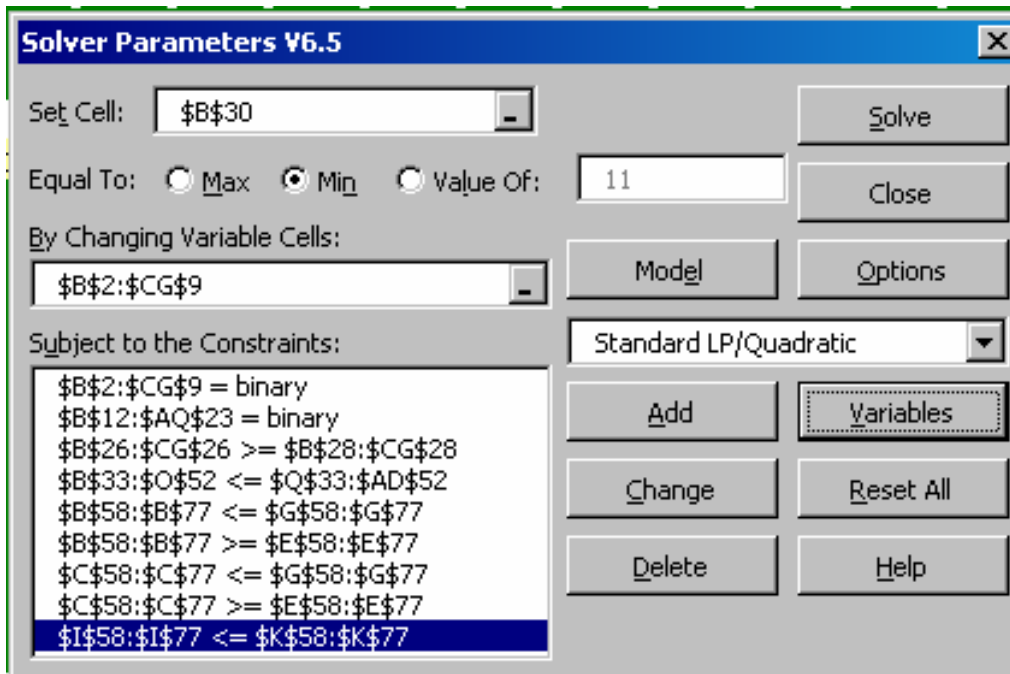 Solver Parameters V6.5
Set Cell: $B$30
Solve
Equal To: Max Min Value Of: 11
Close
By Changing Variable Cells:
$B$2:$CG$9
Model
Options
Subject to the Constraints:
Standard LP/Quadratic
$B$2:$CG$9 = binary
$B$12:$AQ$23 = binary
$B$26:$CG$26 >= $B$28:$CG$28
$B$33:$O$52 <= $Q$33:$AD$52
$B$58:$B$77 <= $G$58:$G$77
$B$58:$B$77 >= $E$58:$E$77
$C$58:$C$77 <= $G$58:$G$77
$C$58:$C$77 >= $E$58:$E$77
$I$58:$I$77 <= $K$58:$K$77
Add
Variables
Change
Reset All
Delete
Help